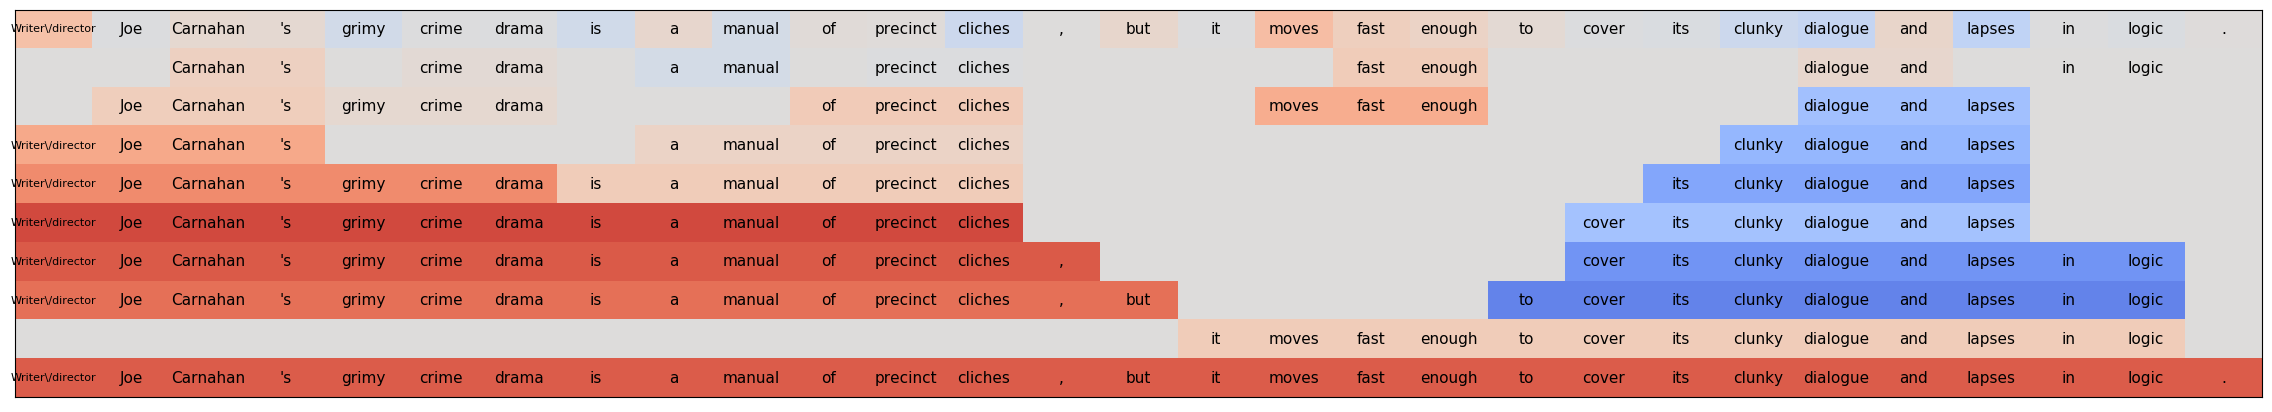 Writer\/director Joe Carnahan 's grimy crime drama is a manual of precinct cliches , but it moves fast enough to cover its clunky dialogue and lapses in logic .
Carnahan 's crime drama a manual precinct cliches fast enough dialogue and in logic
Joe Carnahan 's grimy crime drama of precinct cliches moves fast enough dialogue and lapses
Writer\/director Joe Carnahan 's a manual of precinct cliches clunky dialogue and lapses
Writer\/director Joe Carnahan 's grimy crime drama is a manual of precinct cliches its clunky dialogue and lapses
Writer\/director Joe Carnahan 's grimy crime drama is a manual of precinct cliches cover its clunky dialogue and lapses
Writer\/director Joe Carnahan 's grimy crime drama is a manual of precinct cliches , cover its clunky dialogue and lapses in logic
Writer\/director Joe Carnahan 's grimy crime drama is a manual of precinct cliches , but to cover its clunky dialogue and lapses in logic
it moves fast enough to cover its clunky dialogue and lapses in logic
Writer\/director Joe Carnahan 's grimy crime drama is a manual of precinct cliches , but it moves fast enough to cover its clunky dialogue and lapses in logic .